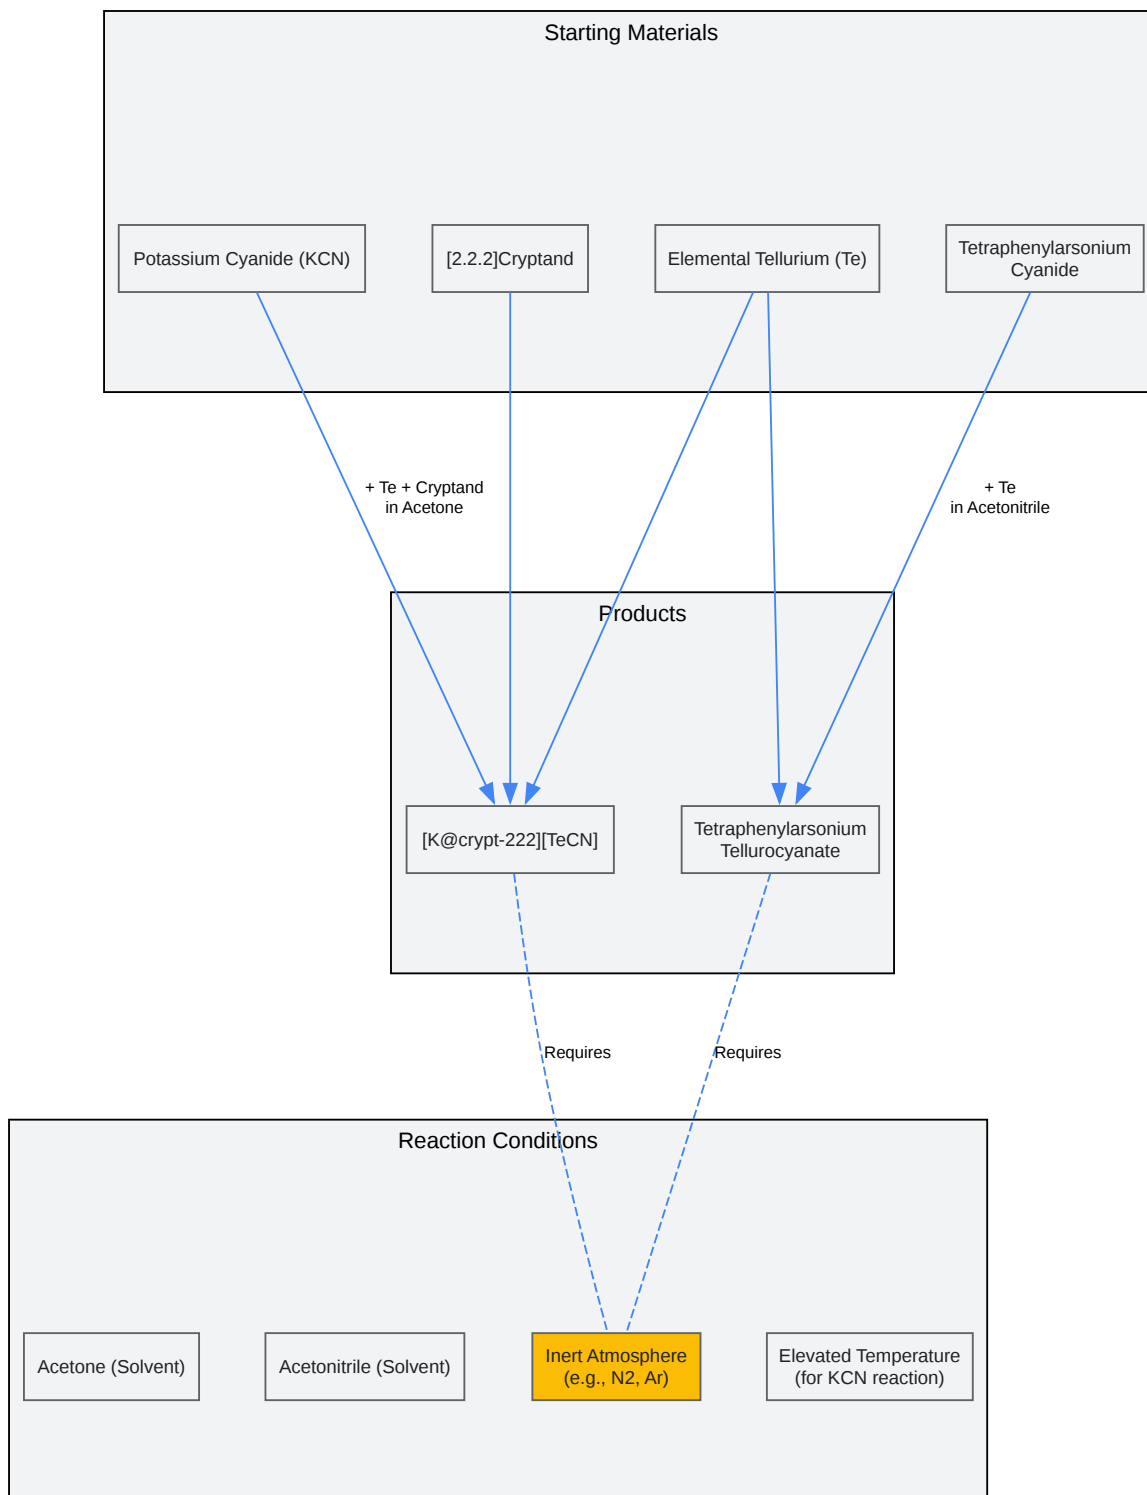 Starting Materials
Potassium Cyanide (KCN)
[2.2.2]Cryptand
Elemental Tellurium (Te)
Tetraphenylarsonium
Cyanide
+ Te + Cryptand
in Acetone
+ Te
in Acetonitrile
Products
[K@crypt-222][TeCN]
Tetraphenylarsonium
Tellurocyanate
Requires
Requires
Reaction Conditions
Acetone (Solvent)
Acetonitrile (Solvent)
Inert Atmosphere
(e.g., N2, Ar)
Elevated Temperature
(for KCN reaction)